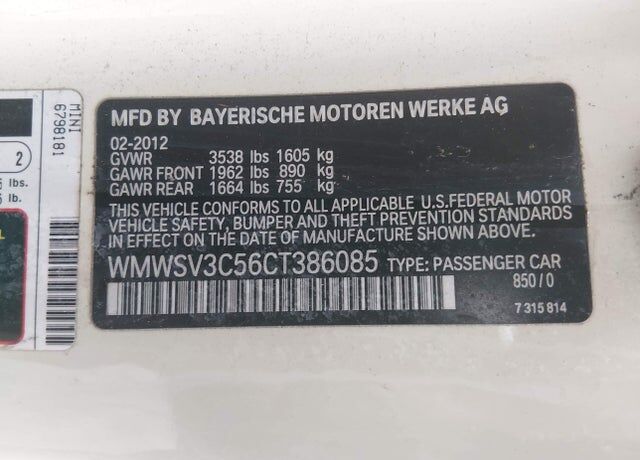 MINI
6798181
2
lbs.
lb.
MFD BY BAYERISCHE MOTOREN WERKE AG
02-2012
GVWR 3538 lbs 1605 kg
GAWR FRONT 1962 lbs 890 kg
GAWR REAR 1664 lbs 755 kg
THIS VEHICLE CONFORMS TO ALL APPLICABLE U.S.FEDERAL MOTOR
VEHICLE SAFETY, BUMPER AND THEFT PREVENTION STANDARDS
IN EFFECT ON THE DATE OF MANUFACTURE SHOWN ABOVE.
WMWSV3C56CT386085 TYPE: PASSENGER CAR
850/0
7 315 814